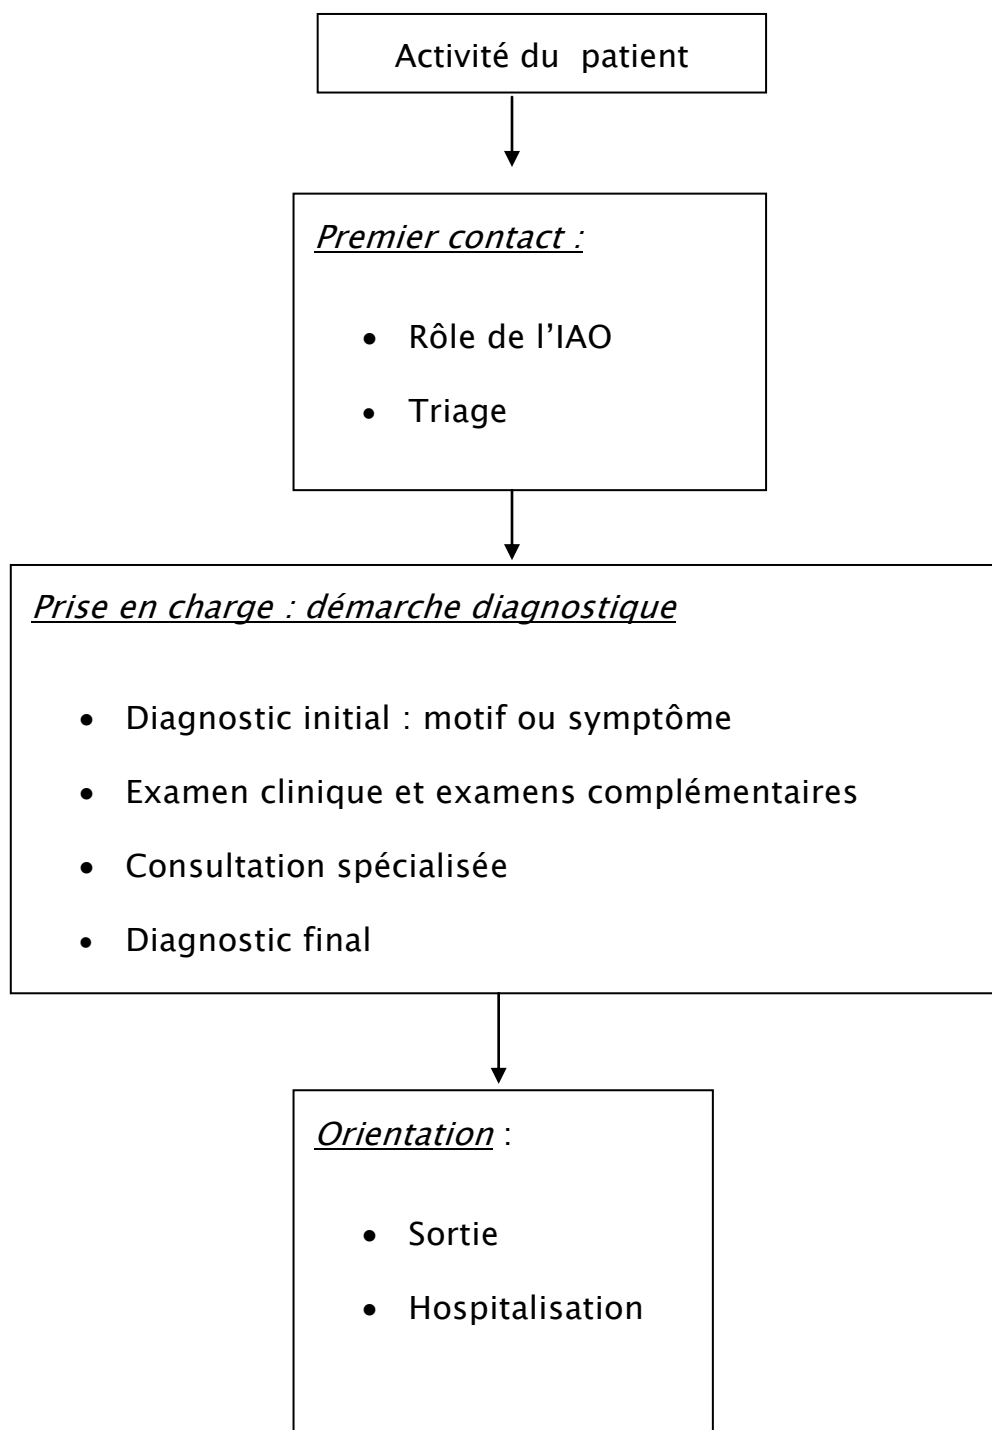 Activité du  patient
Premier contact :
• Rôle de l’IAO
• Triage
Prise en charge : démarche diagnostique
• Diagnostic initial : motif ou symptôme
• Examen clinique et examens complémentaires
• Consultation spécialisée
• Diagnostic final
Orientation :
• Sortie
• Hospitalisation